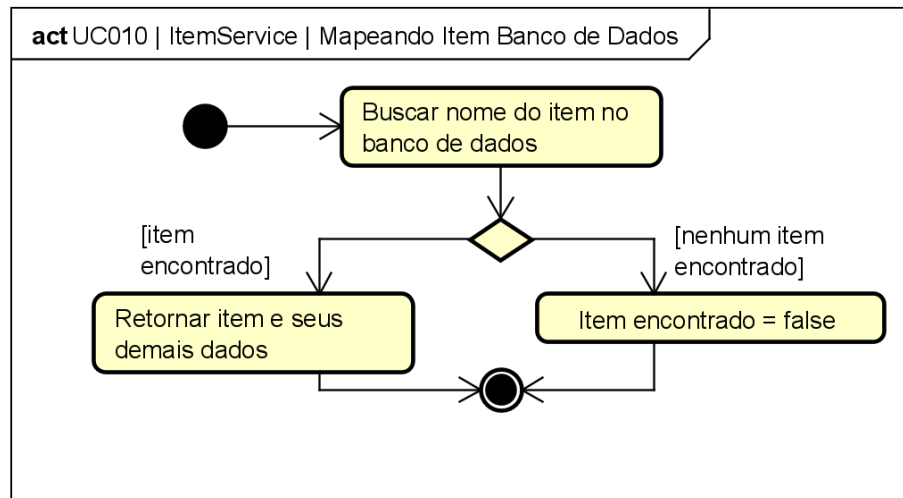 act UC010 | ItemService | Mapeando Item Banco de Dados
Buscar nome do item no
banco de dados
[item
encontrado]
[nenhum item
encontrado]
Retornar item e seus
demais dados
Item encontrado = false